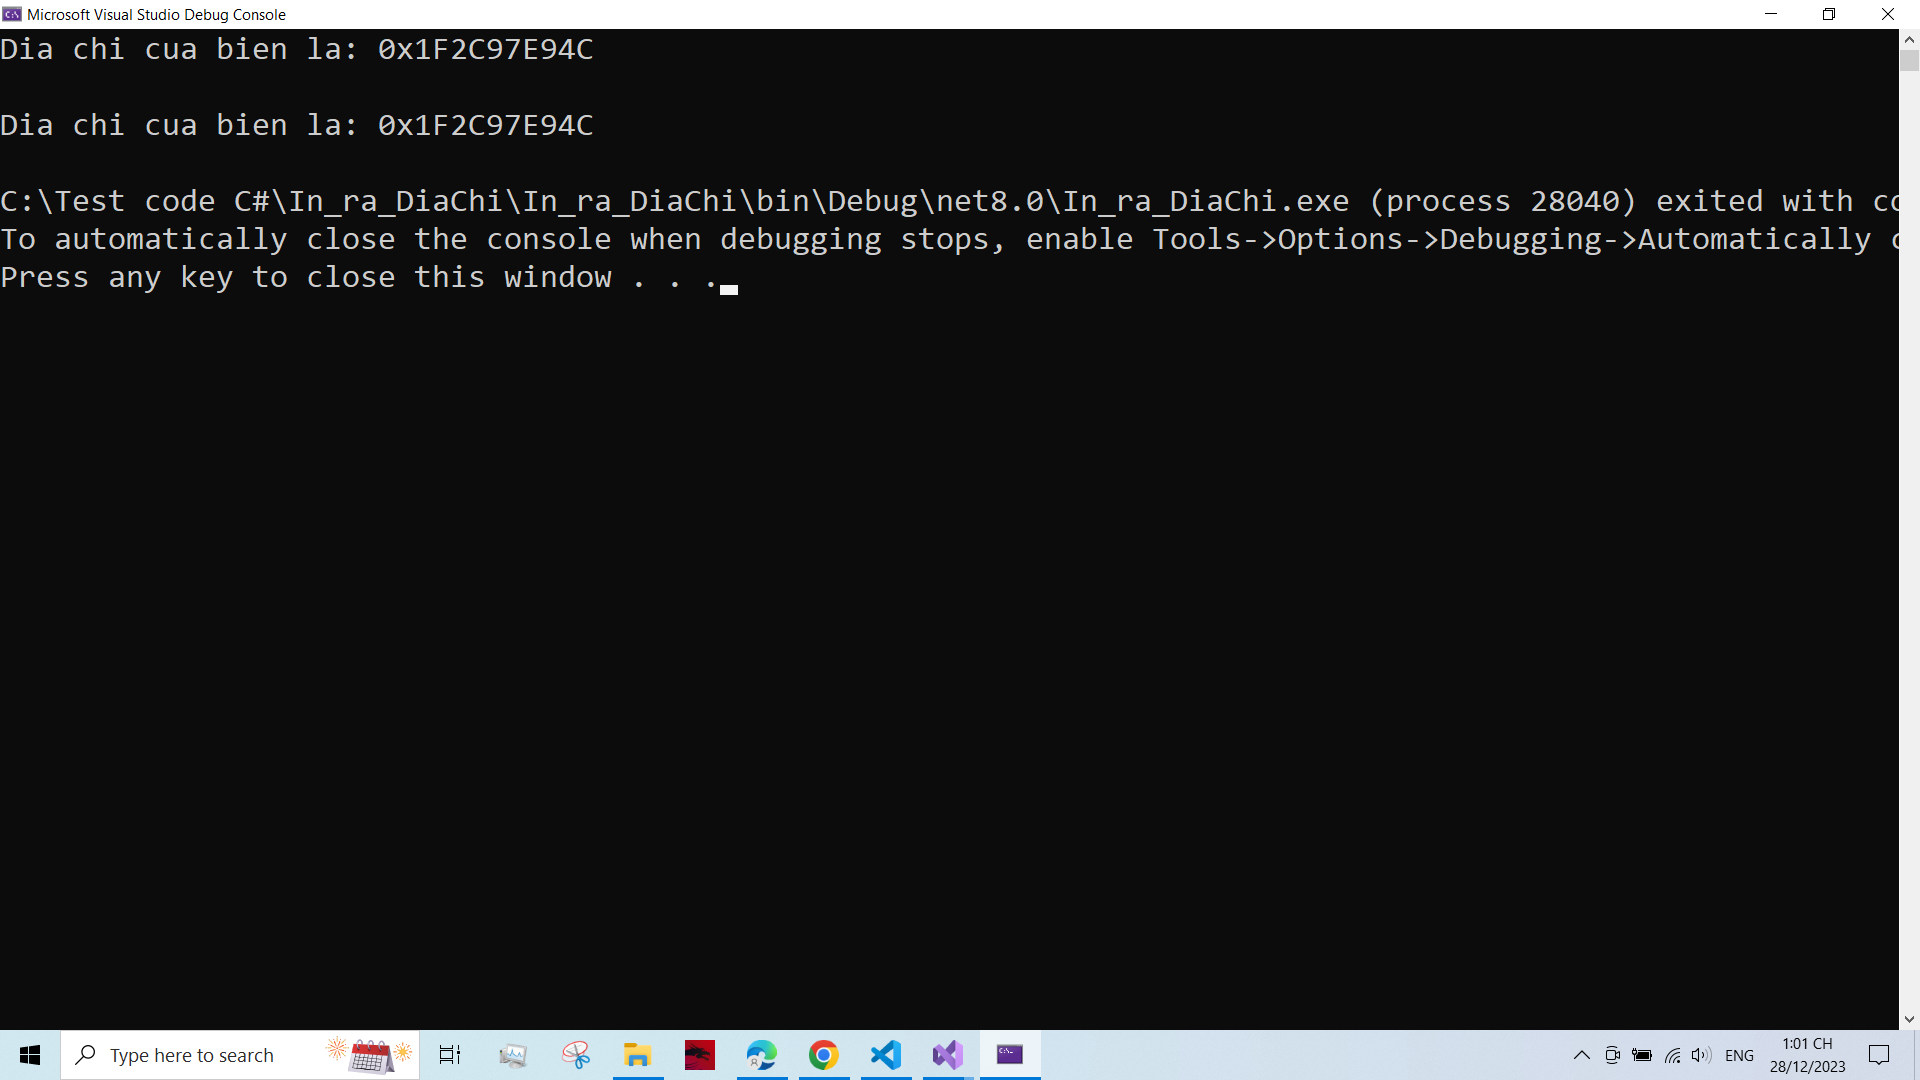 Microsoft Visual Studio Debug Console
Dia chi cua bien la: 0x1F2C97E94C
Dia chi cua bien la: 0x1F2C97E94C
C:\Test code C#\In_ra_DiaChi\In_ra_DiaChi\bin\Debug\net8.0\In_ra_DiaChi.exe (process 28040) exited with
To automatically close the console when debugging stops, enable Tools->Options->Debugging->Automatically
Press any key to close this window . . .
Type here to search
ENG
1:01 CH
28/12/2023